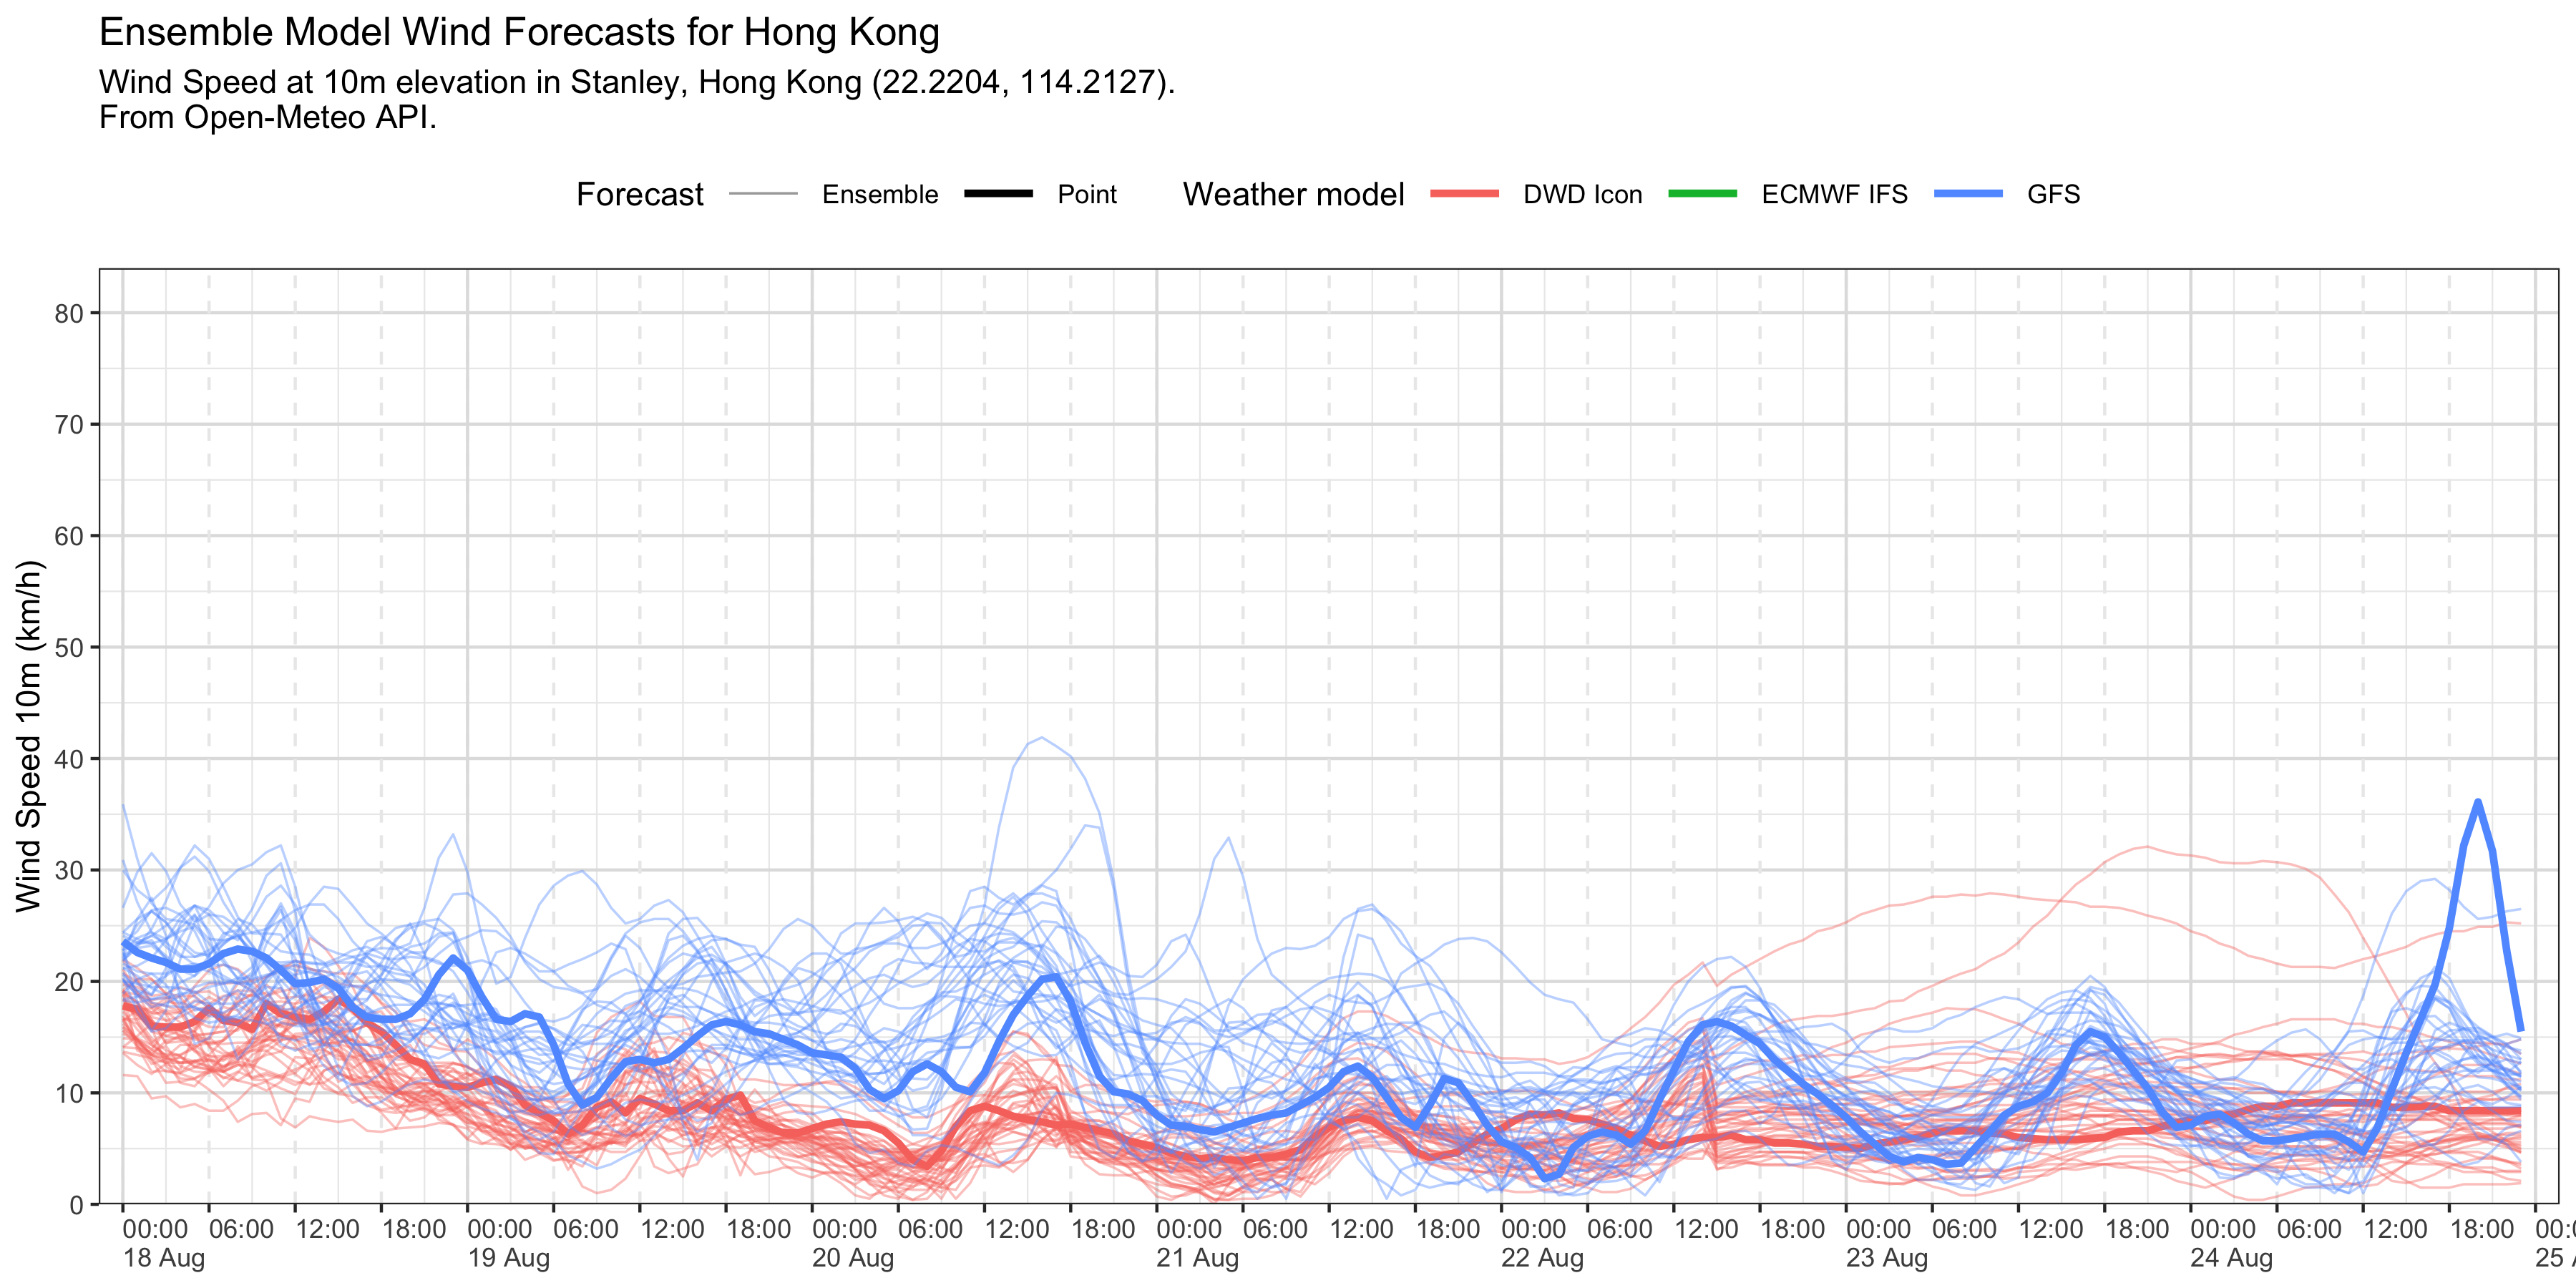 Ensemble Model Wind Forecasts for Hong Kong
Wind Speed at 10m elevation in Stanley, Hong Kong (22.2204, 114.2127).
From Open-Meteo API.
Forecast Ensemble Point Weather model DWD Icon ECMWF IFS GFS
Wind Speed 10m (km/h)
80
70
60
50
40
30
20
10
0
00:00 06:00 12:00 18:00 00:00 06:00 12:00 18:00 00:00 06:00 12:00 18:00 00:00 06:00 12:00 18:00 00:00 06:00 12:00 18:00 00:00 06:00 12:00 18:00 00:00 06:00 12:00 18:00 00:0
18 Aug 19 Aug 20 Aug 21 Aug 22 Aug 23 Aug 24 Aug 25 A